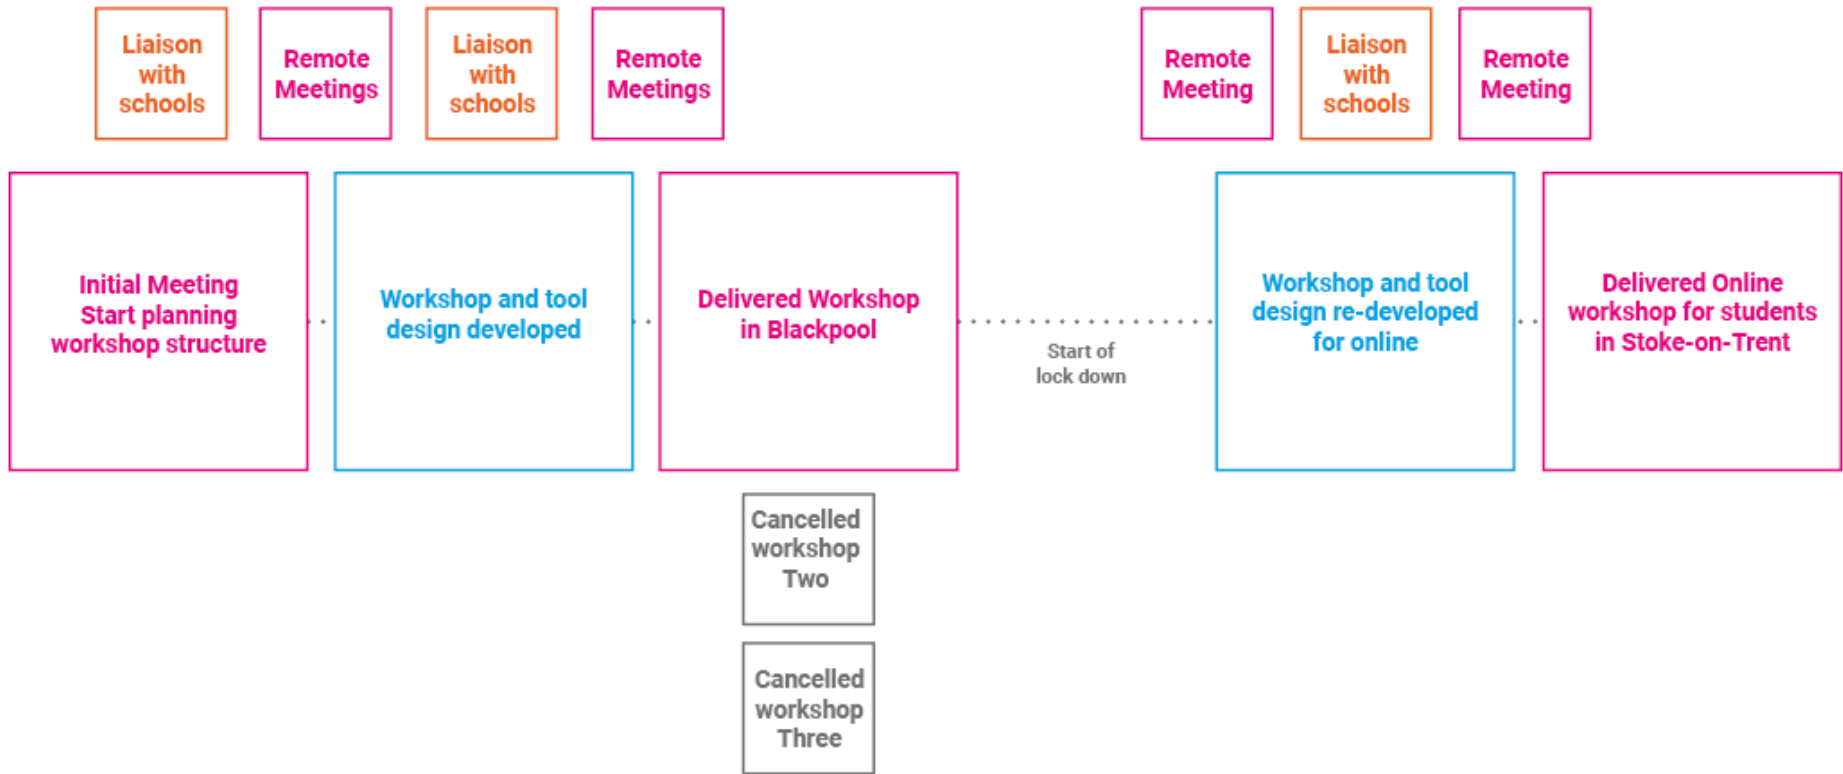 Liaison
with
schools
Remote
Meetings
Liaison
with
schools
Remote
Meetings
Remote
Meeting
Liaison
with
schools
Remote
Meeting
Initial Meeting
Start planning
workshop structure
Workshop and tool
design developed
Delivered Workshop
in Blackpool
Start of
lock down
Workshop and tool
design re-developed
for online
Delivered Online
workshop for students
in Stoke-on-Trent
Cancelled
workshop
Two
Cancelled
workshop
Three